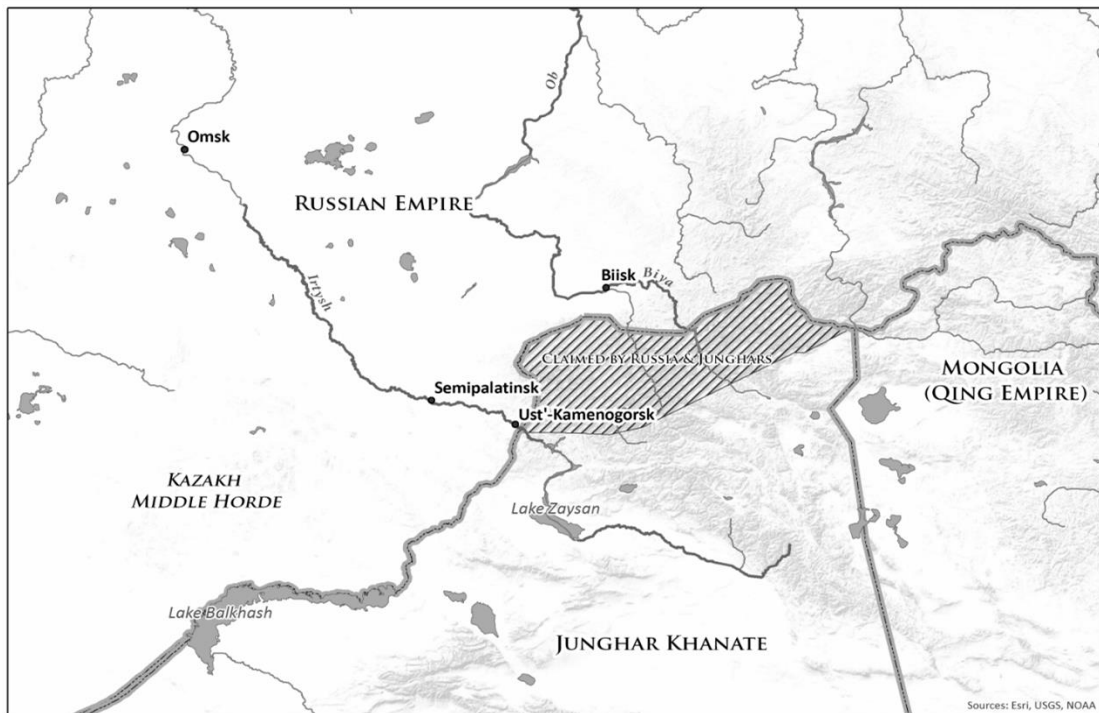 Ob
Omsk
RUSSIAN EMPIRE
Irtysh
Biisk
Biya
CLAIMED BY RUSSIA & JUNGHARS
MONGOLIA
(QING EMPIRE)
Semipalatinsk
Ust'-Kamenogorsk
KAZAKH
MIDDLE HORDE
Lake Zaysan
Lake Balkhash
JUNGHAR KHANATE
Sources: Esri, USGS, NOAA